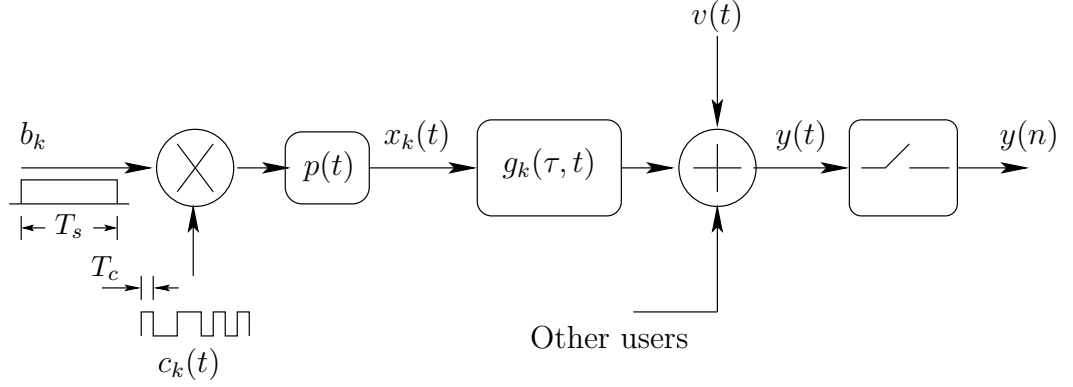 v(t)
b_k
x_k(t)
y(t)
y(n)
p(t)
g_k(τ, t)
T_s
T_c
Other users
c_k(t)